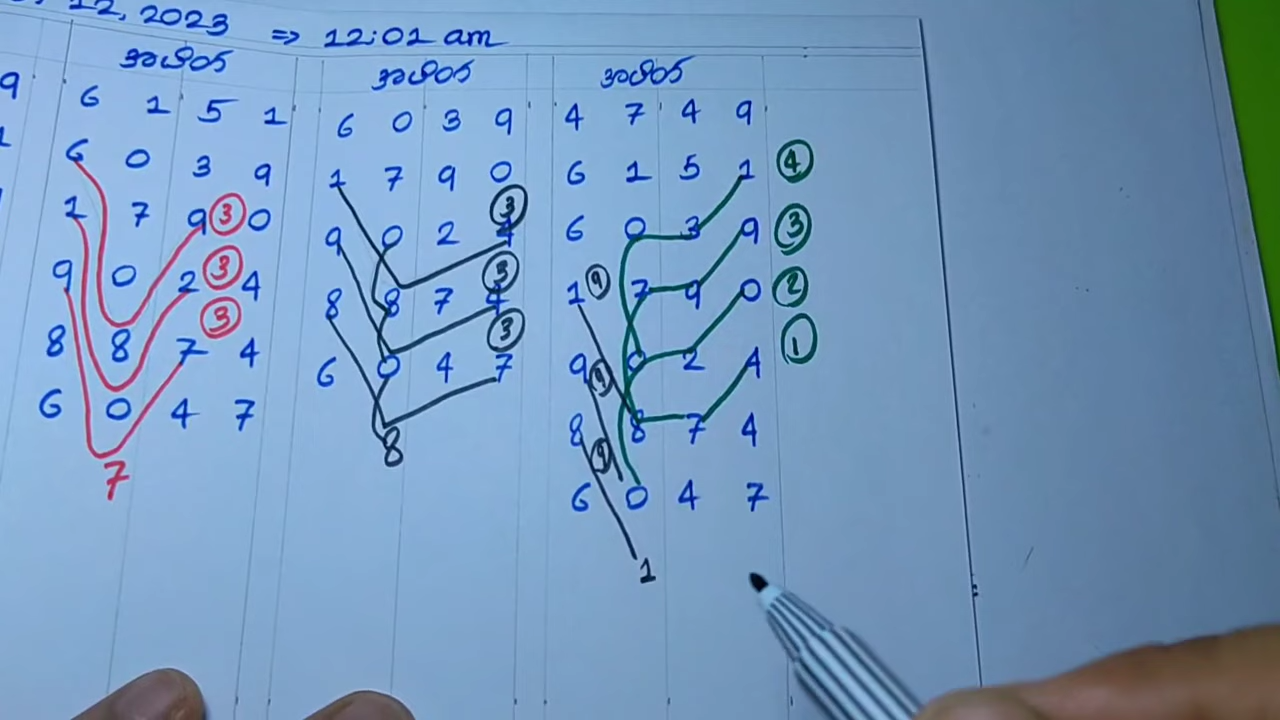 12, 2023 ⇒ 12:01 am
6 1 5 1
6 0 3 9
1 7 9 ③ 0
9 0 2 ③ 4
8 8 7 ③ 4
6 0 4 7
7
6 0 3 9
1 7 9 0
③
9 0 2 4
③
8 8 7 4
③
6 0 4 7
8
4 7 4 9
6 1 5 1 ④
6 0 3 9 ③
1 ⑨ 7 9 0 ②
①
9 ⑨ 0 2 4
8 ⑨ 8 7 4
6 0 4 7
1
9
1